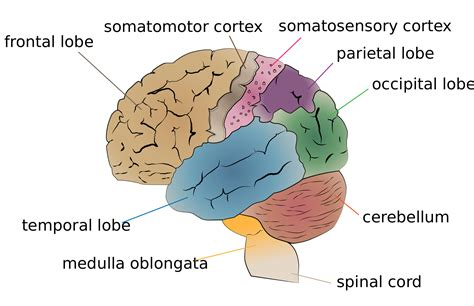 somatomotor cortex
somatosensory cortex
frontal lobe
parietal lobe
occipital lobe
temporal lobe
cerebellum
medulla oblongata
spinal cord